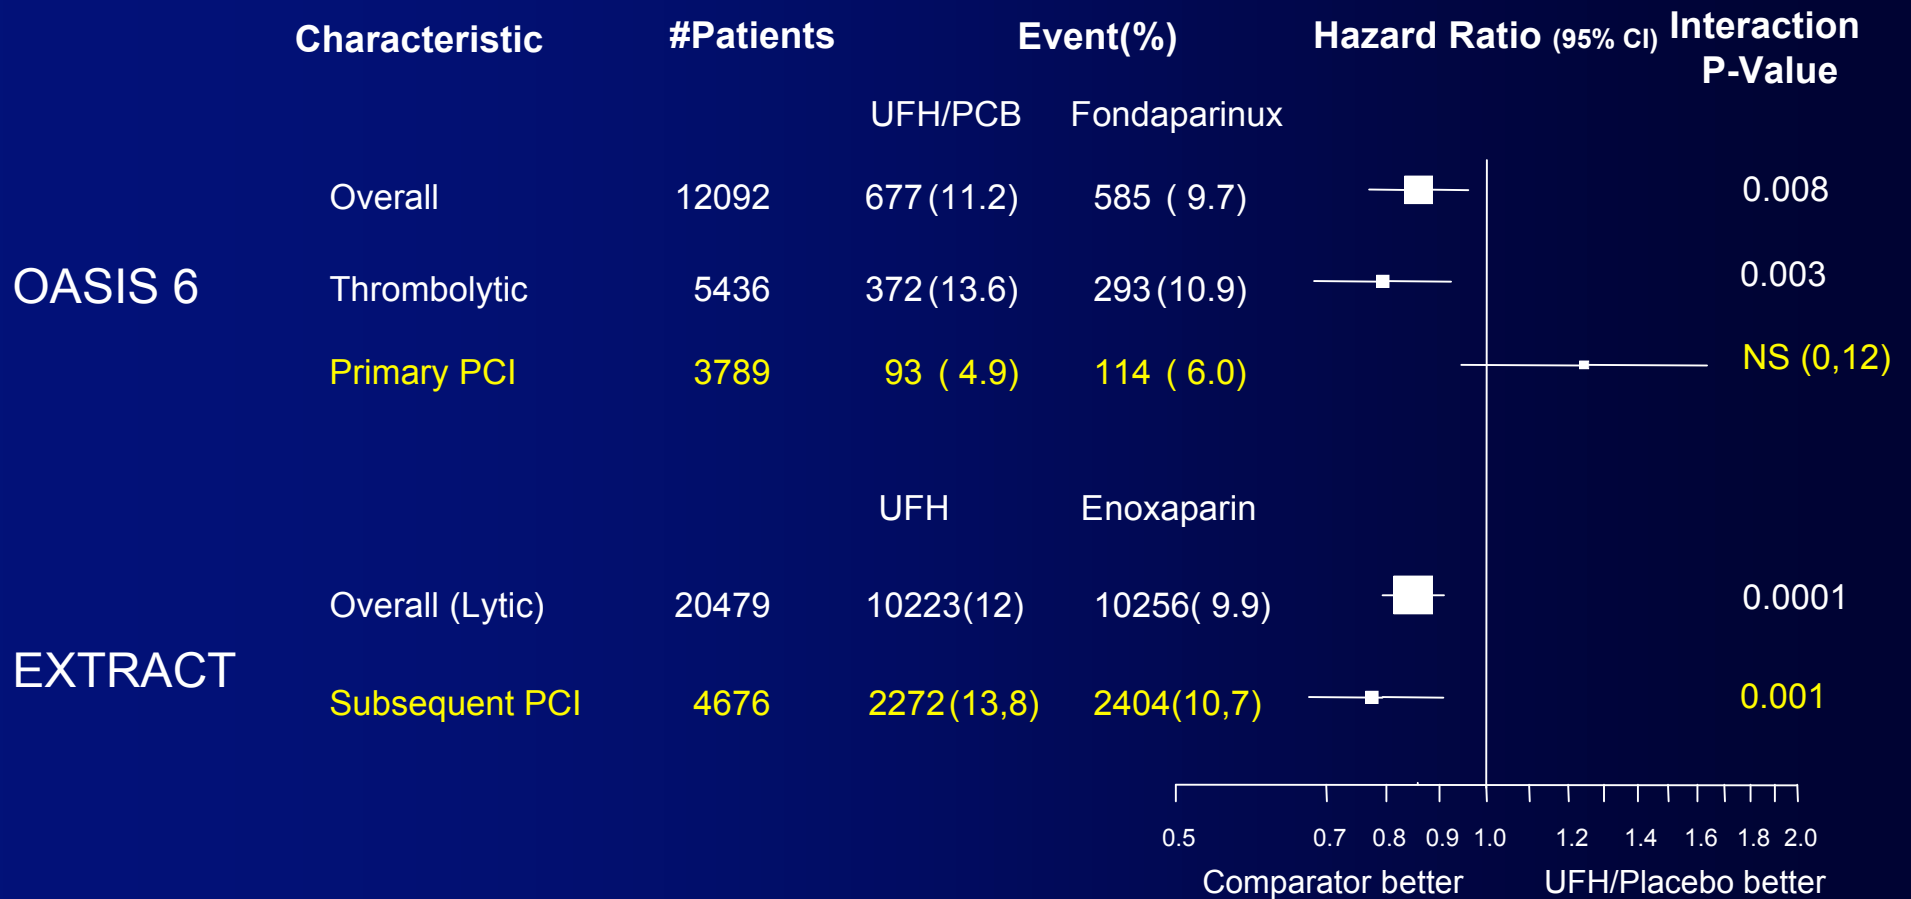 Characteristic #Patients Event(%) Hazard Ratio (95% CI) Interaction
P-Value
UFH/PCB Fondaparinux
Overall 12092 677 (11.2) 585 ( 9.7) 0.008
OASIS 6 Thrombolytic 5436 372 (13.6) 293 (10.9) 0.003
Primary PCI 3789 93 ( 4.9) 114 ( 6.0) NS (0,12)
UFH Enoxaparin
Overall (Lytic) 20479 10223(12) 10256( 9.9) 0.0001
EXTRACT
Subsequent PCI 4676 2272 (13,8) 2404(10,7) 0.001
0.5 0.7 0.8 0.9 1.0 1.2 1.4 1.6 1.8 2.0
Comparator better UFH/Placebo better